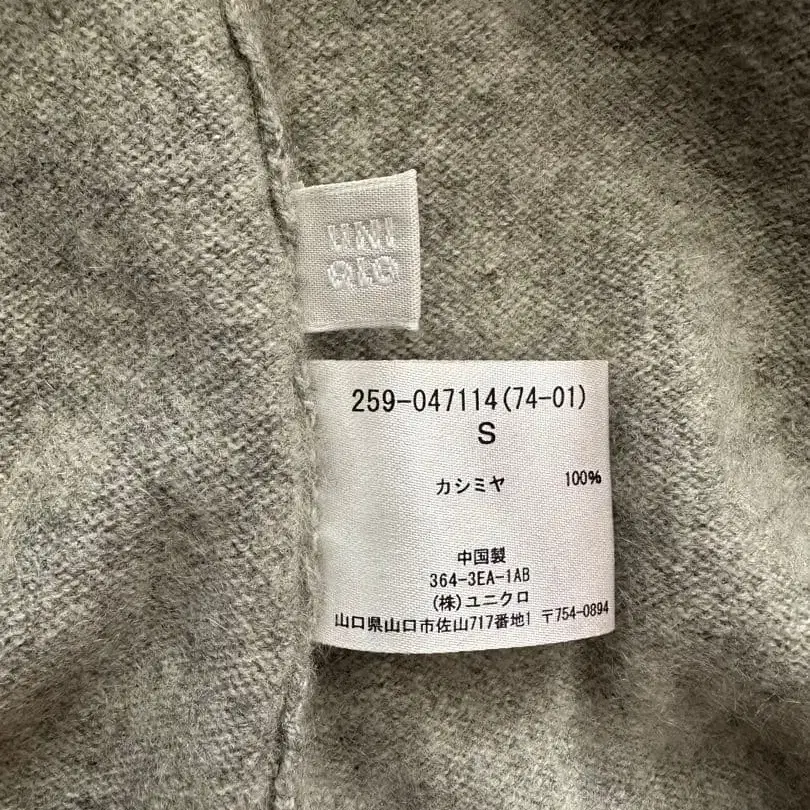 UNI
QLO
259-047114(74-01)
S
カシミヤ 100%
中国製
364-3EA-1AB
(株)ユニクロ
山口県山口市佐山717番地1 〒754-0894